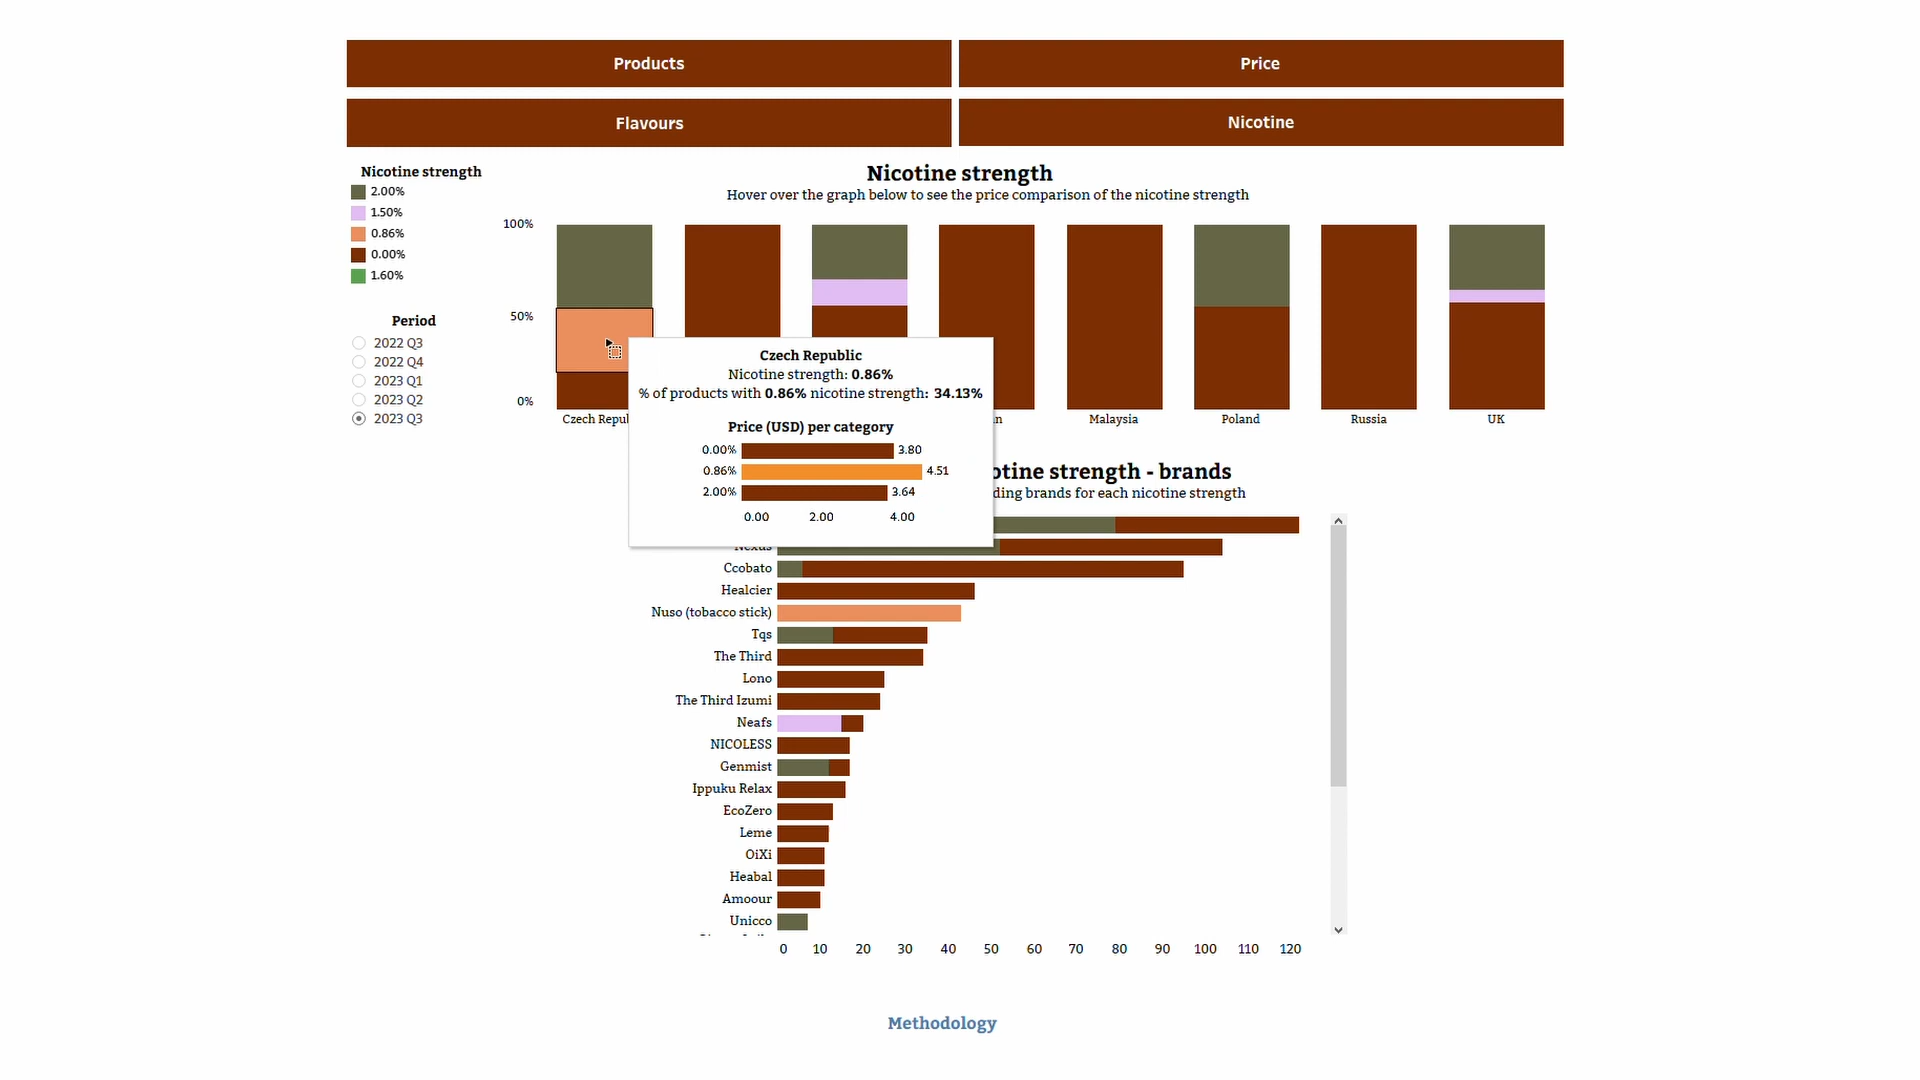 Products
Price
Flavours
Nicotine
Nicotine strength
2.00%
1.50%
0.86%
0.00%
1.60%
Period
2022 Q3
2022 Q4
2023 Q1
2023 Q2
2023 Q3
Nicotine strength
Hover over the graph below to see the price comparison of the nicotine strength
100%
50%
0%
Czech
Malaysia
Poland
Russia
UK
Czech Republic
Nicotine strength: 0.86%
% of products with 0.86% nicotine strength: 34.13%
Price (USD) per category
0.00% 3.80
0.86% 4.51
2.00% 3.64
0.00 2.00 4.00
strength - brands
brands for each nicotine strength
Nexus
Ccobato
Healcier
Nuso (tobacco stick)
Tqs
The Third
Lono
The Third Izumi
Neafs
NICOLESS
Genmist
Ippuku Relax
EcoZero
Leme
OiXi
Heabal
Amoour
Unicco
0 10 20 30 40 50 60 70 80 90 100 110 120
Methodology